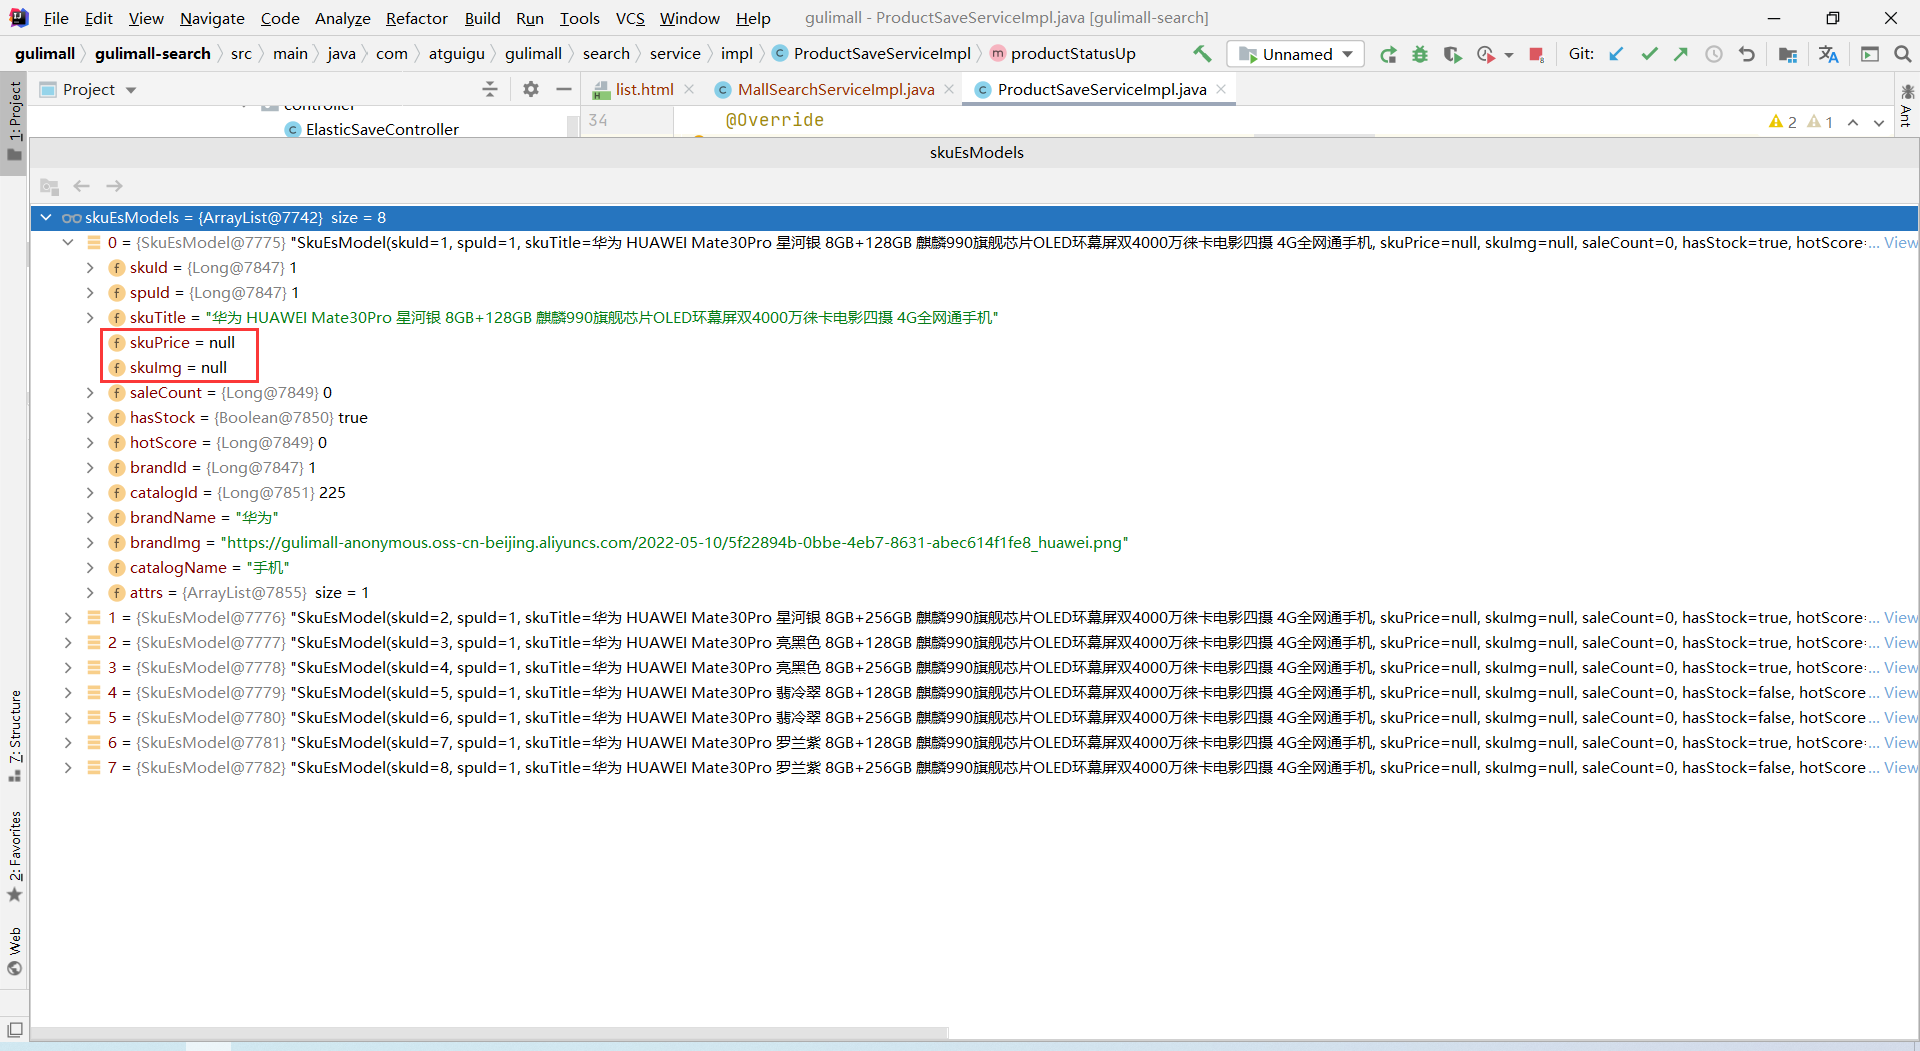 File Edit View Navigate Code Analyze Refactor Build Run Tools VCS Window Help gulimall - ProductSaveServiceImpl.java [gulimall-search]
gulimall gulimall-search src main java com atguigu gulimall search service impl ProductSaveServiceImpl productStatusUp Unnamed Git:
1: Project
Project
list.html MallSearchServiceImpl.java ProductSaveServiceImpl.java
Ant
controller
ElasticSaveController
34 @Override
2 1
skuEsModels
skuEsModels = {ArrayList@7742} size = 8
0 = {SkuEsModel@7775} "SkuEsModel(skuId=1, spuId=1, skuTitle=华为 HUAWEI Mate30Pro 星河银 8GB+128GB 麒麟990旗舰芯片OLED环幕屏双4000万徕卡电影四摄 4G全网通手机, skuPrice=null, skuImg=null, saleCount=0, hasStock=true, hotScore=... View
skuId = {Long@7847} 1
spuId = {Long@7847} 1
skuTitle = "华为 HUAWEI Mate30Pro 星河银 8GB+128GB 麒麟990旗舰芯片OLED环幕屏双4000万徕卡电影四摄 4G全网通手机"
skuPrice = null
skuImg = null
saleCount = {Long@7849} 0
hasStock = {Boolean@7850} true
hotScore = {Long@7849} 0
brandId = {Long@7847} 1
catalogId = {Long@7851} 225
brandName = "华为"
brandImg = "https://gulimall-anonymous.oss-cn-beijing.aliyuncs.com/2022-05-10/5f22894b-0bbe-4eb7-8631-abec614f1fe8_huawei.png"
catalogName = "手机"
attrs = {ArrayList@7855} size = 1
1 = {SkuEsModel@7776} "SkuEsModel(skuId=2, spuId=1, skuTitle=华为 HUAWEI Mate30Pro 星河银 8GB+256GB 麒麟990旗舰芯片OLED环幕屏双4000万徕卡电影四摄 4G全网通手机, skuPrice=null, skuImg=null, saleCount=0, hasStock=true, hotScore... View
2 = {SkuEsModel@7777} "SkuEsModel(skuId=3, spuId=1, skuTitle=华为 HUAWEI Mate30Pro 亮黑色 8GB+128GB 麒麟990旗舰芯片OLED环幕屏双4000万徕卡电影四摄 4G全网通手机, skuPrice=null, skuImg=null, saleCount=0, hasStock=true, hotScore... View
3 = {SkuEsModel@7778} "SkuEsModel(skuId=4, spuId=1, skuTitle=华为 HUAWEI Mate30Pro 亮黑色 8GB+256GB 麒麟990旗舰芯片OLED环幕屏双4000万徕卡电影四摄 4G全网通手机, skuPrice=null, skuImg=null, saleCount=0, hasStock=true, hotScore... View
4 = {SkuEsModel@7779} "SkuEsModel(skuId=5, spuId=1, skuTitle=华为 HUAWEI Mate30Pro 翡冷翠 8GB+128GB 麒麟990旗舰芯片OLED环幕屏双4000万徕卡电影四摄 4G全网通手机, skuPrice=null, skuImg=null, saleCount=0, hasStock=false, hotScore... View
5 = {SkuEsModel@7780} "SkuEsModel(skuId=6, spuId=1, skuTitle=华为 HUAWEI Mate30Pro 翡冷翠 8GB+256GB 麒麟990旗舰芯片OLED环幕屏双4000万徕卡电影四摄 4G全网通手机, skuPrice=null, skuImg=null, saleCount=0, hasStock=false, hotScore... View
6 = {SkuEsModel@7781} "SkuEsModel(skuId=7, spuId=1, skuTitle=华为 HUAWEI Mate30Pro 罗兰紫 8GB+128GB 麒麟990旗舰芯片OLED环幕屏双4000万徕卡电影四摄 4G全网通手机, skuPrice=null, skuImg=null, saleCount=0, hasStock=true, hotScore... View
7 = {SkuEsModel@7782} "SkuEsModel(skuId=8, spuId=1, skuTitle=华为 HUAWEI Mate30Pro 罗兰紫 8GB+256GB 麒麟990旗舰芯片OLED环幕屏双4000万徕卡电影四摄 4G全网通手机, skuPrice=null, skuImg=null, saleCount=0, hasStock=false, hotScore... View
7: Structure
2: Favorites
Web